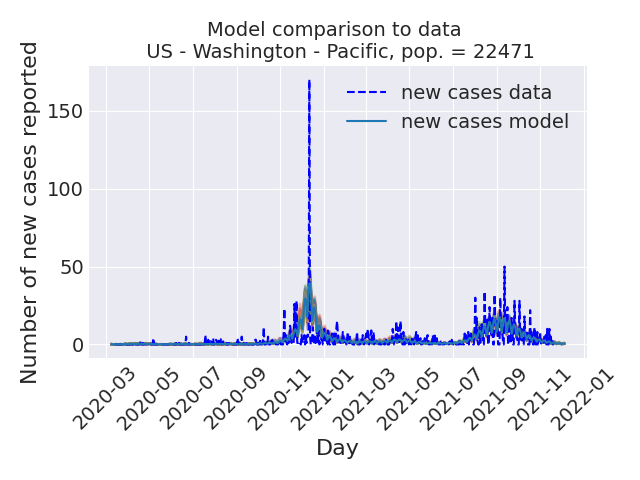 Model comparison to data
US - Washington - Pacific, pop. = 22471
Number of new cases reported
150
100
50
0
new cases data
new cases model
2020-03
2020-05
2020-07
2020-09
2020-11
2021-01
2021-03
2021-05
2021-07
2021-09
2021-11
2022-01
Day